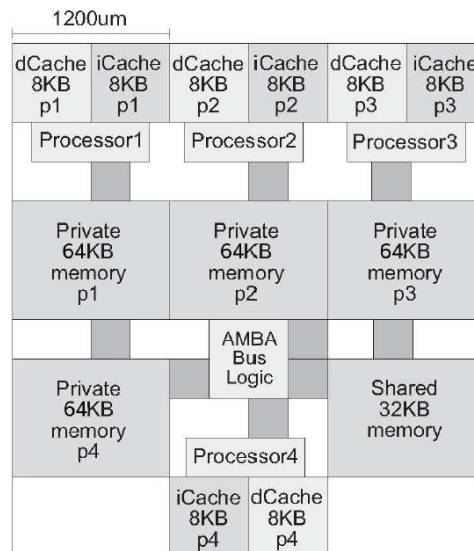 1200um
dCache iCache dCache iCache dCache iCache
8KB 8KB 8KB 8KB 8KB 8KB
p1 p1 p2 p2 p3 p3
Processor1 Processor2 Processor3
Private Private Private
64KB 64KB 64KB
memory memory memory
p1 p2 p3
AMBA
Bus
Logic
Private
64KB
memory
p4
Shared
32KB
memory
Processor4
iCache dCache
8KB 8KB
p4 p4